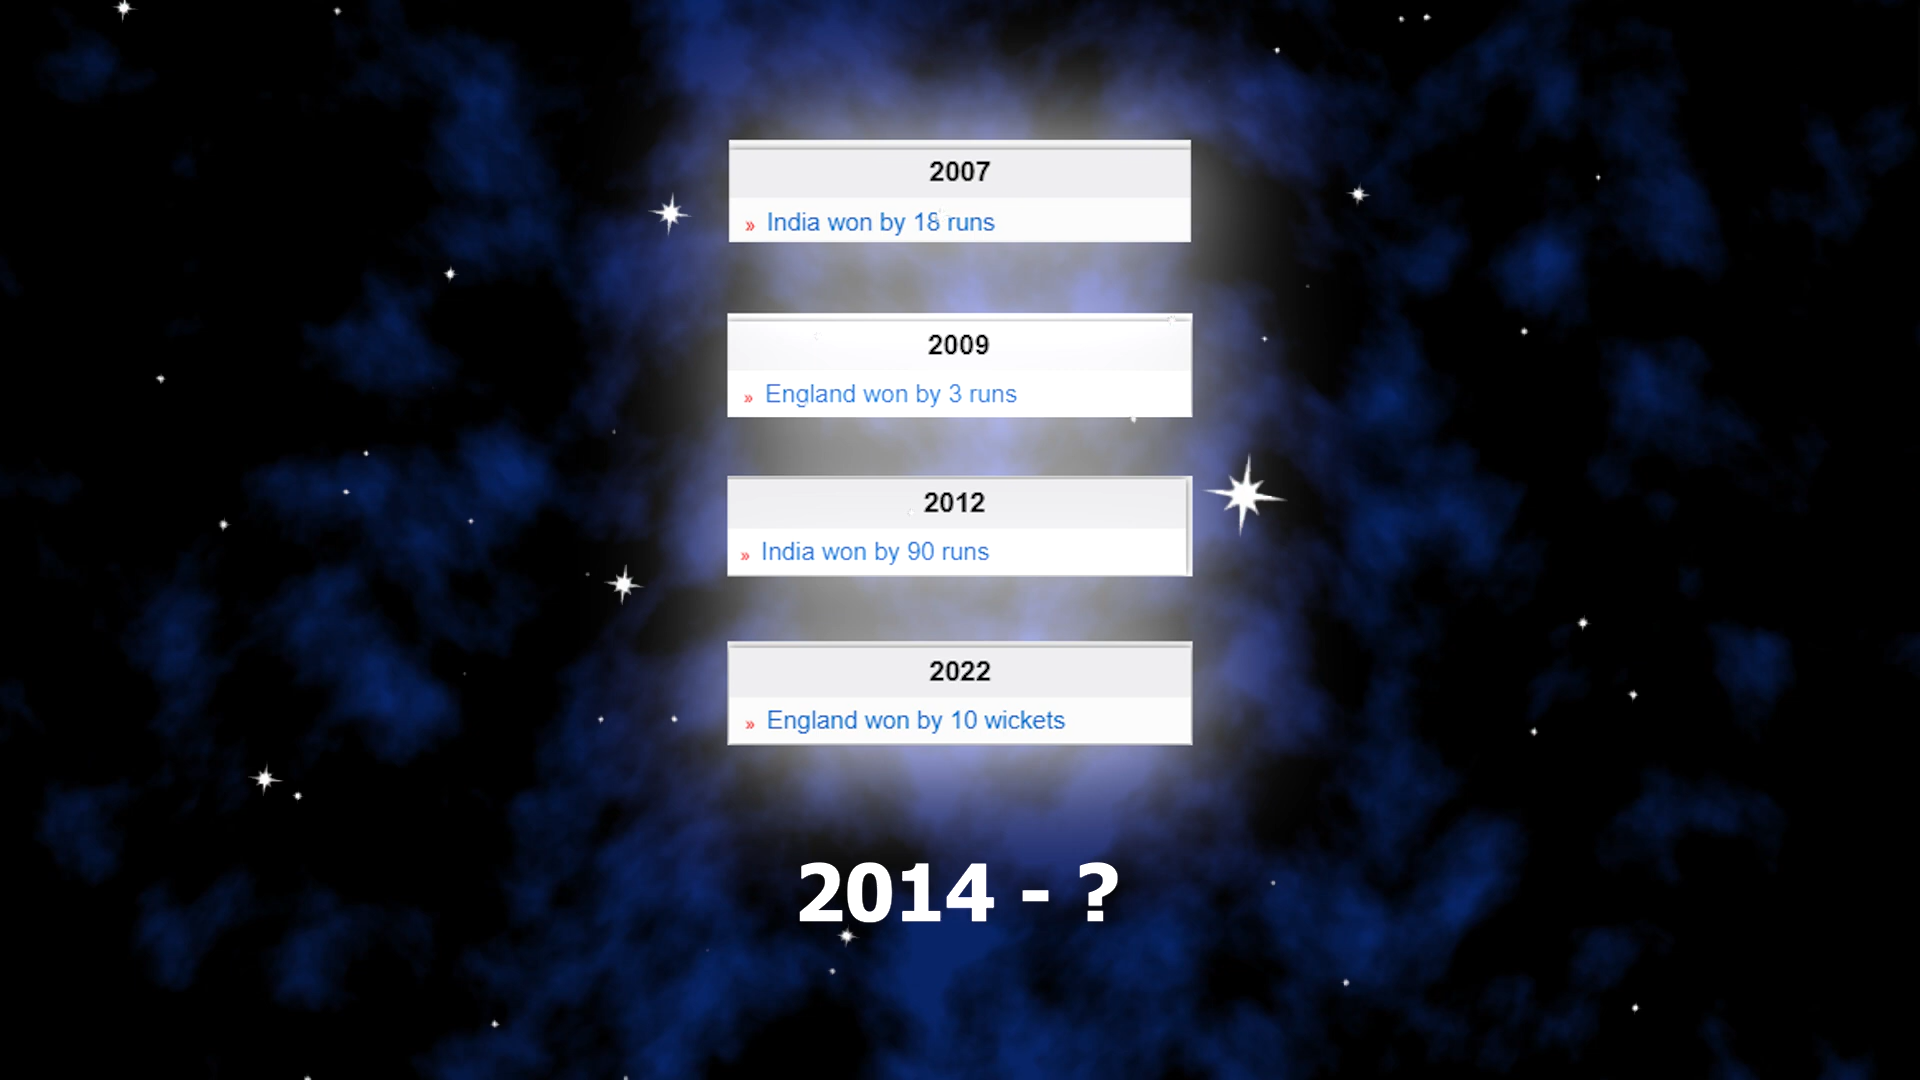 2007
» India won by 18 runs
2009
» England won by 3 runs
2012
» India won by 90 runs
2022
» England won by 10 wickets
2014 - ?